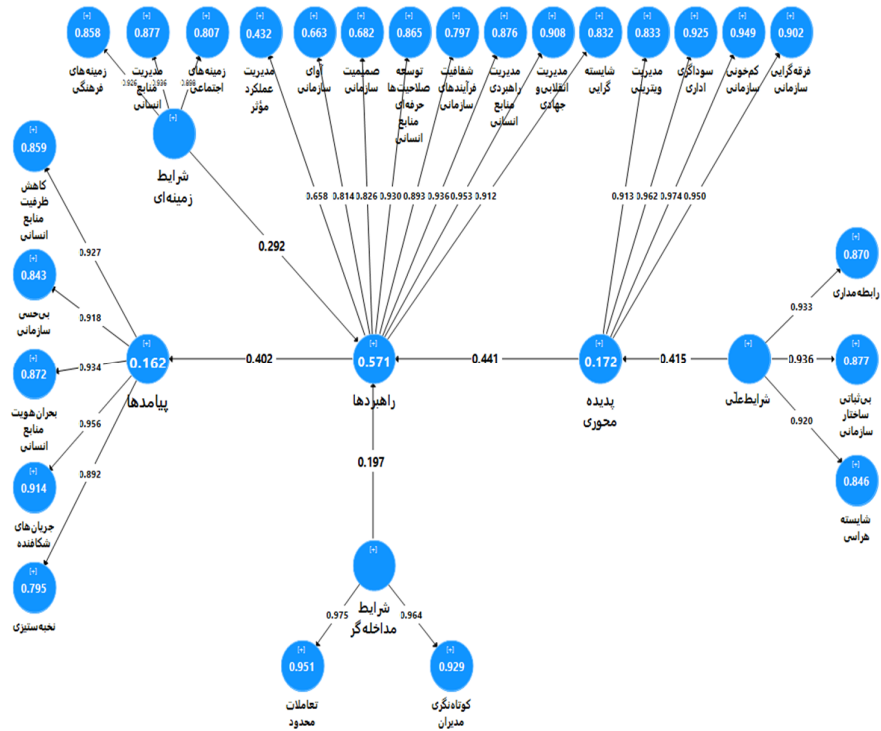 0.858
0.877
0.807
0.432
0.663
0.682
0.865
0.797
0.876
0.908
0.832
0.833
0.925
0.949
0.902
زمینه‌های
فرهنگی
مدیریت
منابع
انسانی
زمینه‌های
اجتماعی
مدیریت
عملکرد
مؤثر
آوای
سازمانی
صمیمیت
سازمانی
توسعه
صلاحیت‌ها
حرفه‌ای
منابع
انسانی
شفافیت
فرآیندهای
سازمانی
مدیریت
راهبردی
منابع
انسانی
مدیریت
انقلابی‌و
جهادی
شایسته
گرایی
مدیریت
ویترینی
سوداگری
اداری
کم‌خونی
سازمانی
فرقه‌گرایی
سازمانی
0.926
0.936
0.898
شرایط
زمینه‌ای
0.292
0.658
0.814
0.826
0.930
0.893
0.936
0.953
0.912
0.913
0.962
0.974
0.950
0.859
کاهش
ظرفیت
منابع
انسانی
0.843
بی‌حسی
سازمانی
0.872
بحران‌هویت
منابع
انسانی
0.914
جریان‌های
شکافنده
0.795
نخبه‌ستیزی
0.927
0.918
0.934
0.956
0.892
0.162
پیامدها
0.402
0.571
راهبردها
0.441
0.172
پدیده
محوری
0.415
شرایط‌علّی
0.933
0.936
0.920
0.870
رابطه‌مداری
0.877
بی‌ثباتی
ساختار
سازمانی
0.846
شایسته
هراسی
0.197
شرایط
مداخله‌گر
0.975
0.964
0.951
تعاملات
محدود
0.929
کوتاه‌نگری
مدیران